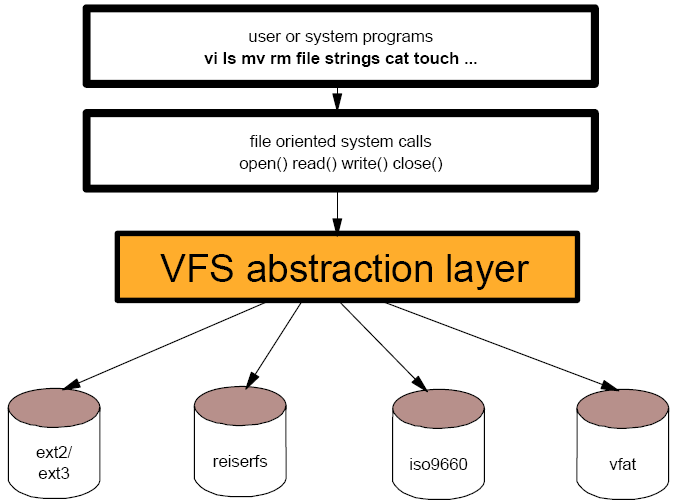 user or system programs
vi ls mv rm file strings cat touch ...
file oriented system calls
open() read() write() close()
VFS abstraction layer
ext2/
ext3
reiserfs
iso9660
vfat